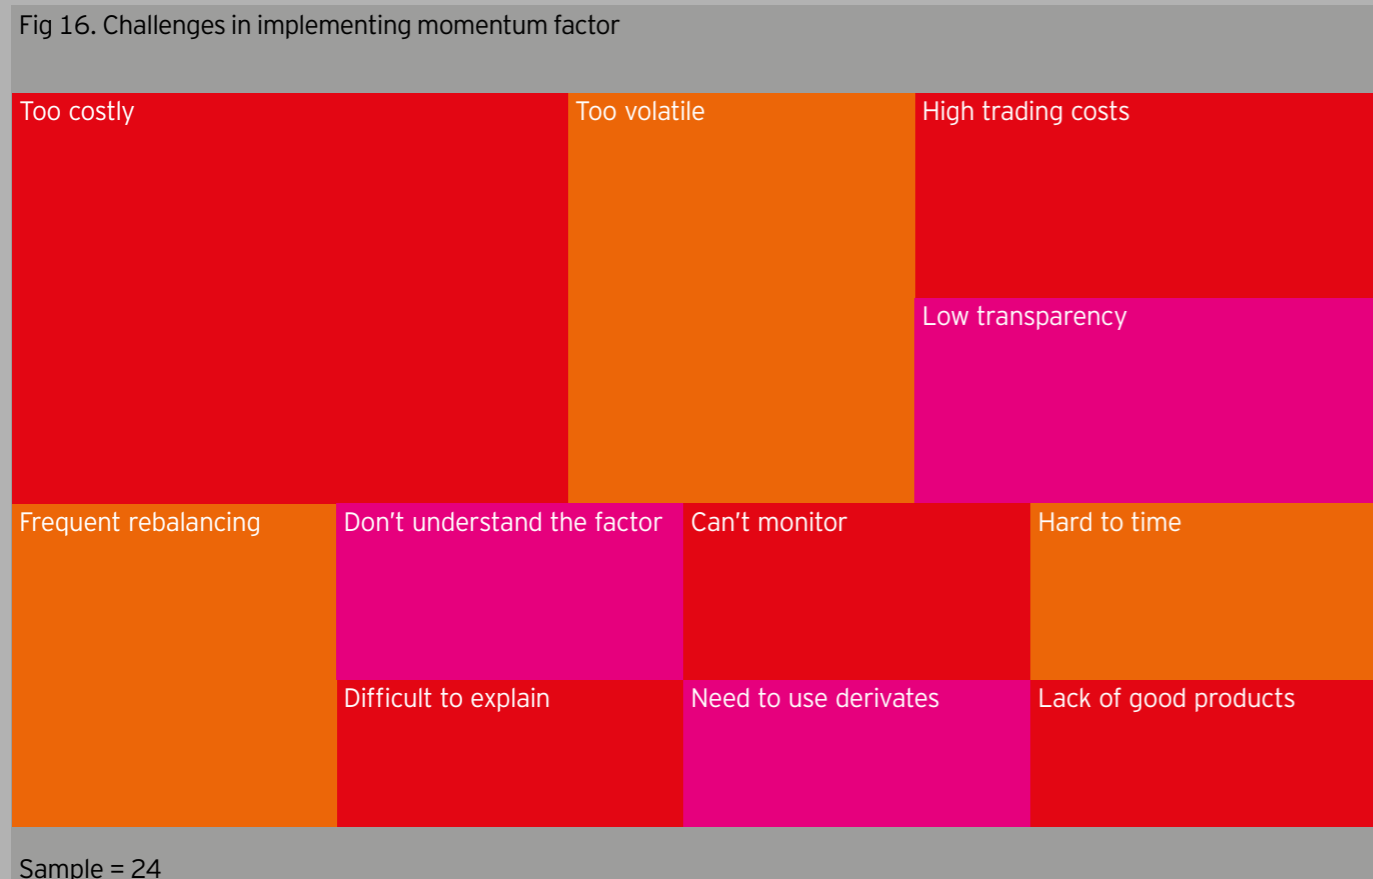 Fig 16. Challenges in implementing momentum factor
Too costly
Too volatile
High trading costs
Low transparency
Frequent rebalancing
Don't understand the factor
Can't monitor
Hard to time
Difficult to explain
Need to use derivates
Lack of good products
Sample = 24